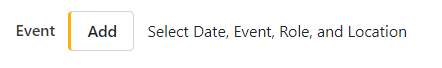 Event Add Select Date, Event, Role, and Location